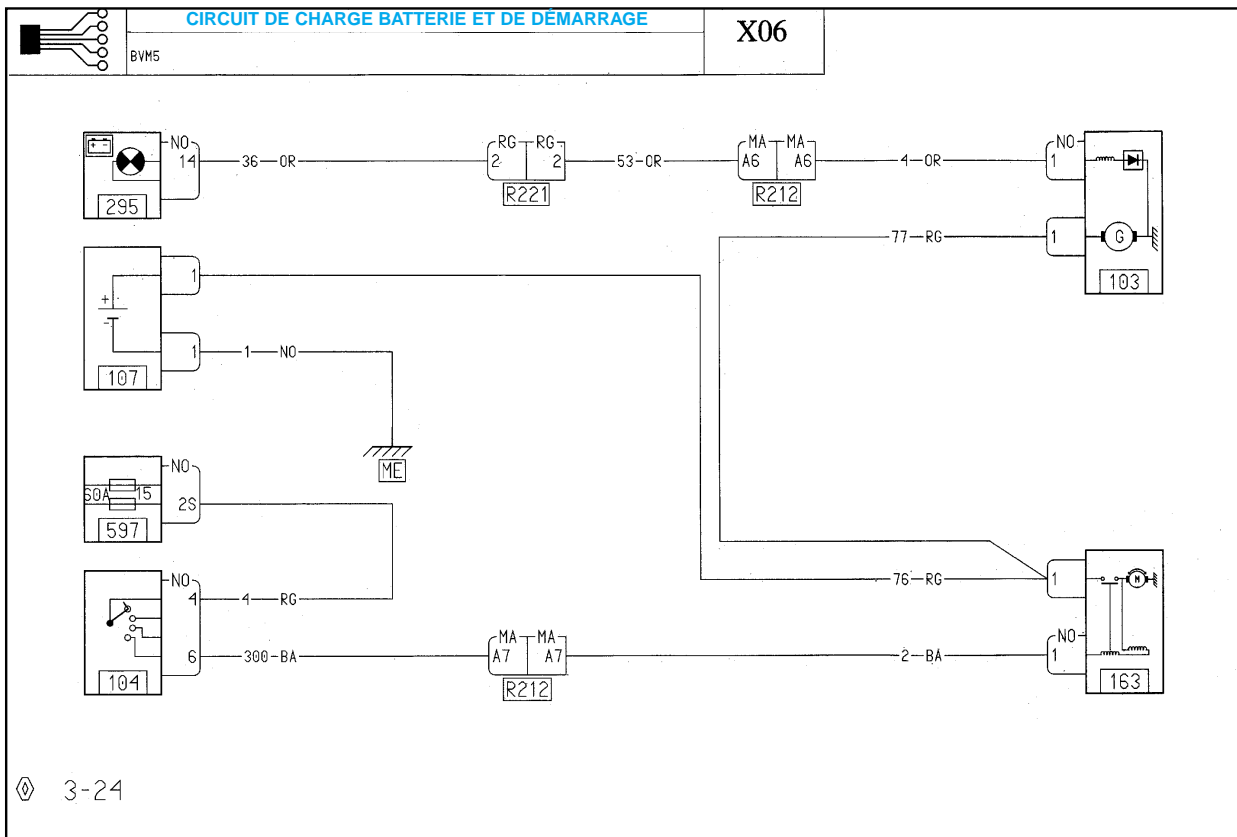 CIRCUIT DE CHARGE BATTERIE ET DE DÉMARRAGE
X06
BVM5
NO
14
295
36 OR
RG RG
2 2
R221
53 OR
MA MA
A6 A6
R212
4 OR
NO
1
77 RG
1
G
103
+
-
1
1
107
1 NO
ME
NO
60A 15
2S
597
NO
4
6
104
4 RG
300 BA
MA MA
A7 A7
R212
76 RG
1
M
2 BA
NO
1
163
3-24